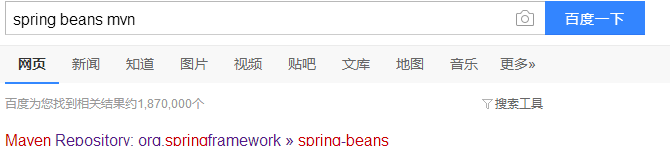 spring beans mvn 百度一下
网页 新闻 知道 图片 视频 贴吧 文库 地图 音乐 更多»
百度为您找到相关结果约1,870,000个 搜索工具
Maven Repository: org.springframework » spring-beans